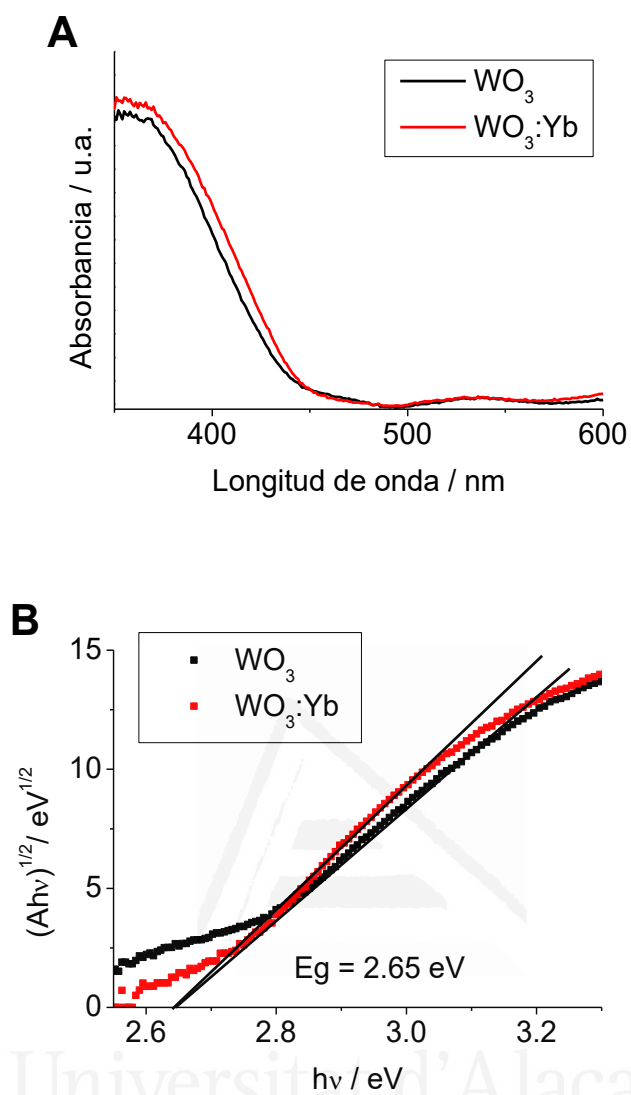 A
WO3
WO3:Yb
Absorbancia / u.a.
400 500 600
Longitud de onda / nm
B
15
10
5
0
WO3
WO3:Yb
(Ahν)1/2/ eV1/2
Eg = 2.65 eV
2.6 2.8 3.0 3.2
hν / eV
Universitat d'Alaca